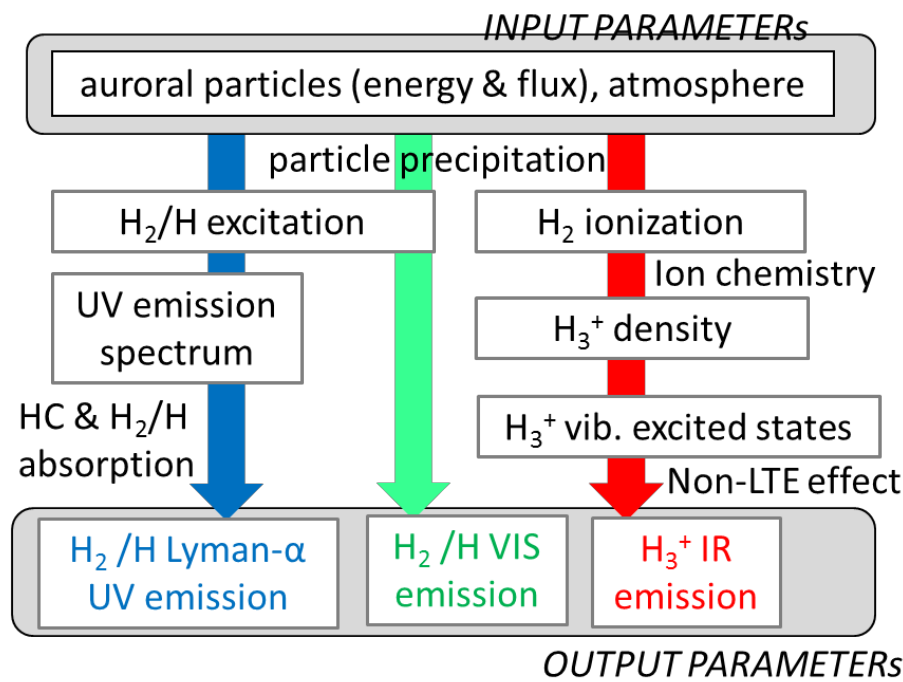 INPUT PARAMETERs
auroral particles (energy & flux), atmosphere
particle precipitation
H₂/H excitation
H₂ ionization
Ion chemistry
UV emission
spectrum
H₃⁺ density
HC & H₂/H
absorption
H₃⁺ vib. excited states
Non-LTE effect
H₂ /H Lyman-α
UV emission
H₂ /H VIS
emission
H₃⁺ IR
emission
OUTPUT PARAMETERs